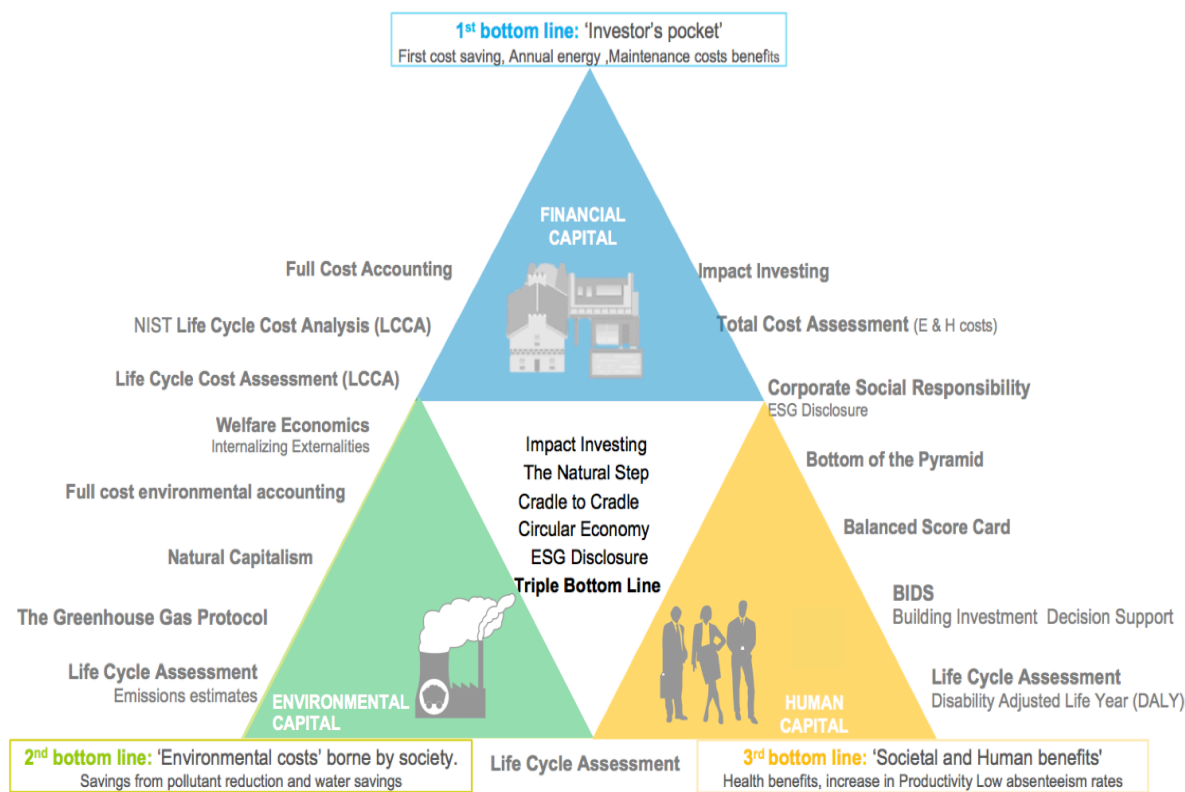 1st bottom line: ‘Investor’s pocket’
First cost saving, Annual energy ,Maintenance costs benefits
FINANCIAL
CAPITAL
Full Cost Accounting
Impact Investing
NIST Life Cycle Cost Analysis (LCCA)
Total Cost Assessment (E & H costs)
Life Cycle Cost Assessment (LCCA)
Corporate Social Responsibility
ESG Disclosure
Welfare Economics
Internalizing Externalities
Impact Investing
The Natural Step
Cradle to Cradle
Circular Economy
ESG Disclosure
Triple Bottom Line
Bottom of the Pyramid
Full cost environmental accounting
Balanced Score Card
Natural Capitalism
BIDS
Building Investment Decision Support
The Greenhouse Gas Protocol
Life Cycle Assessment
Emissions estimates
Life Cycle Assessment
Disability Adjusted Life Year (DALY)
ENVIRONMENTAL
CAPITAL
HUMAN
CAPITAL
2nd bottom line: ‘Environmental costs’ borne by society.
Savings from pollutant reduction and water savings
Life Cycle Assessment
3rd bottom line: ‘Societal and Human benefits'
Health benefits, increase in Productivity Low absenteeism rates